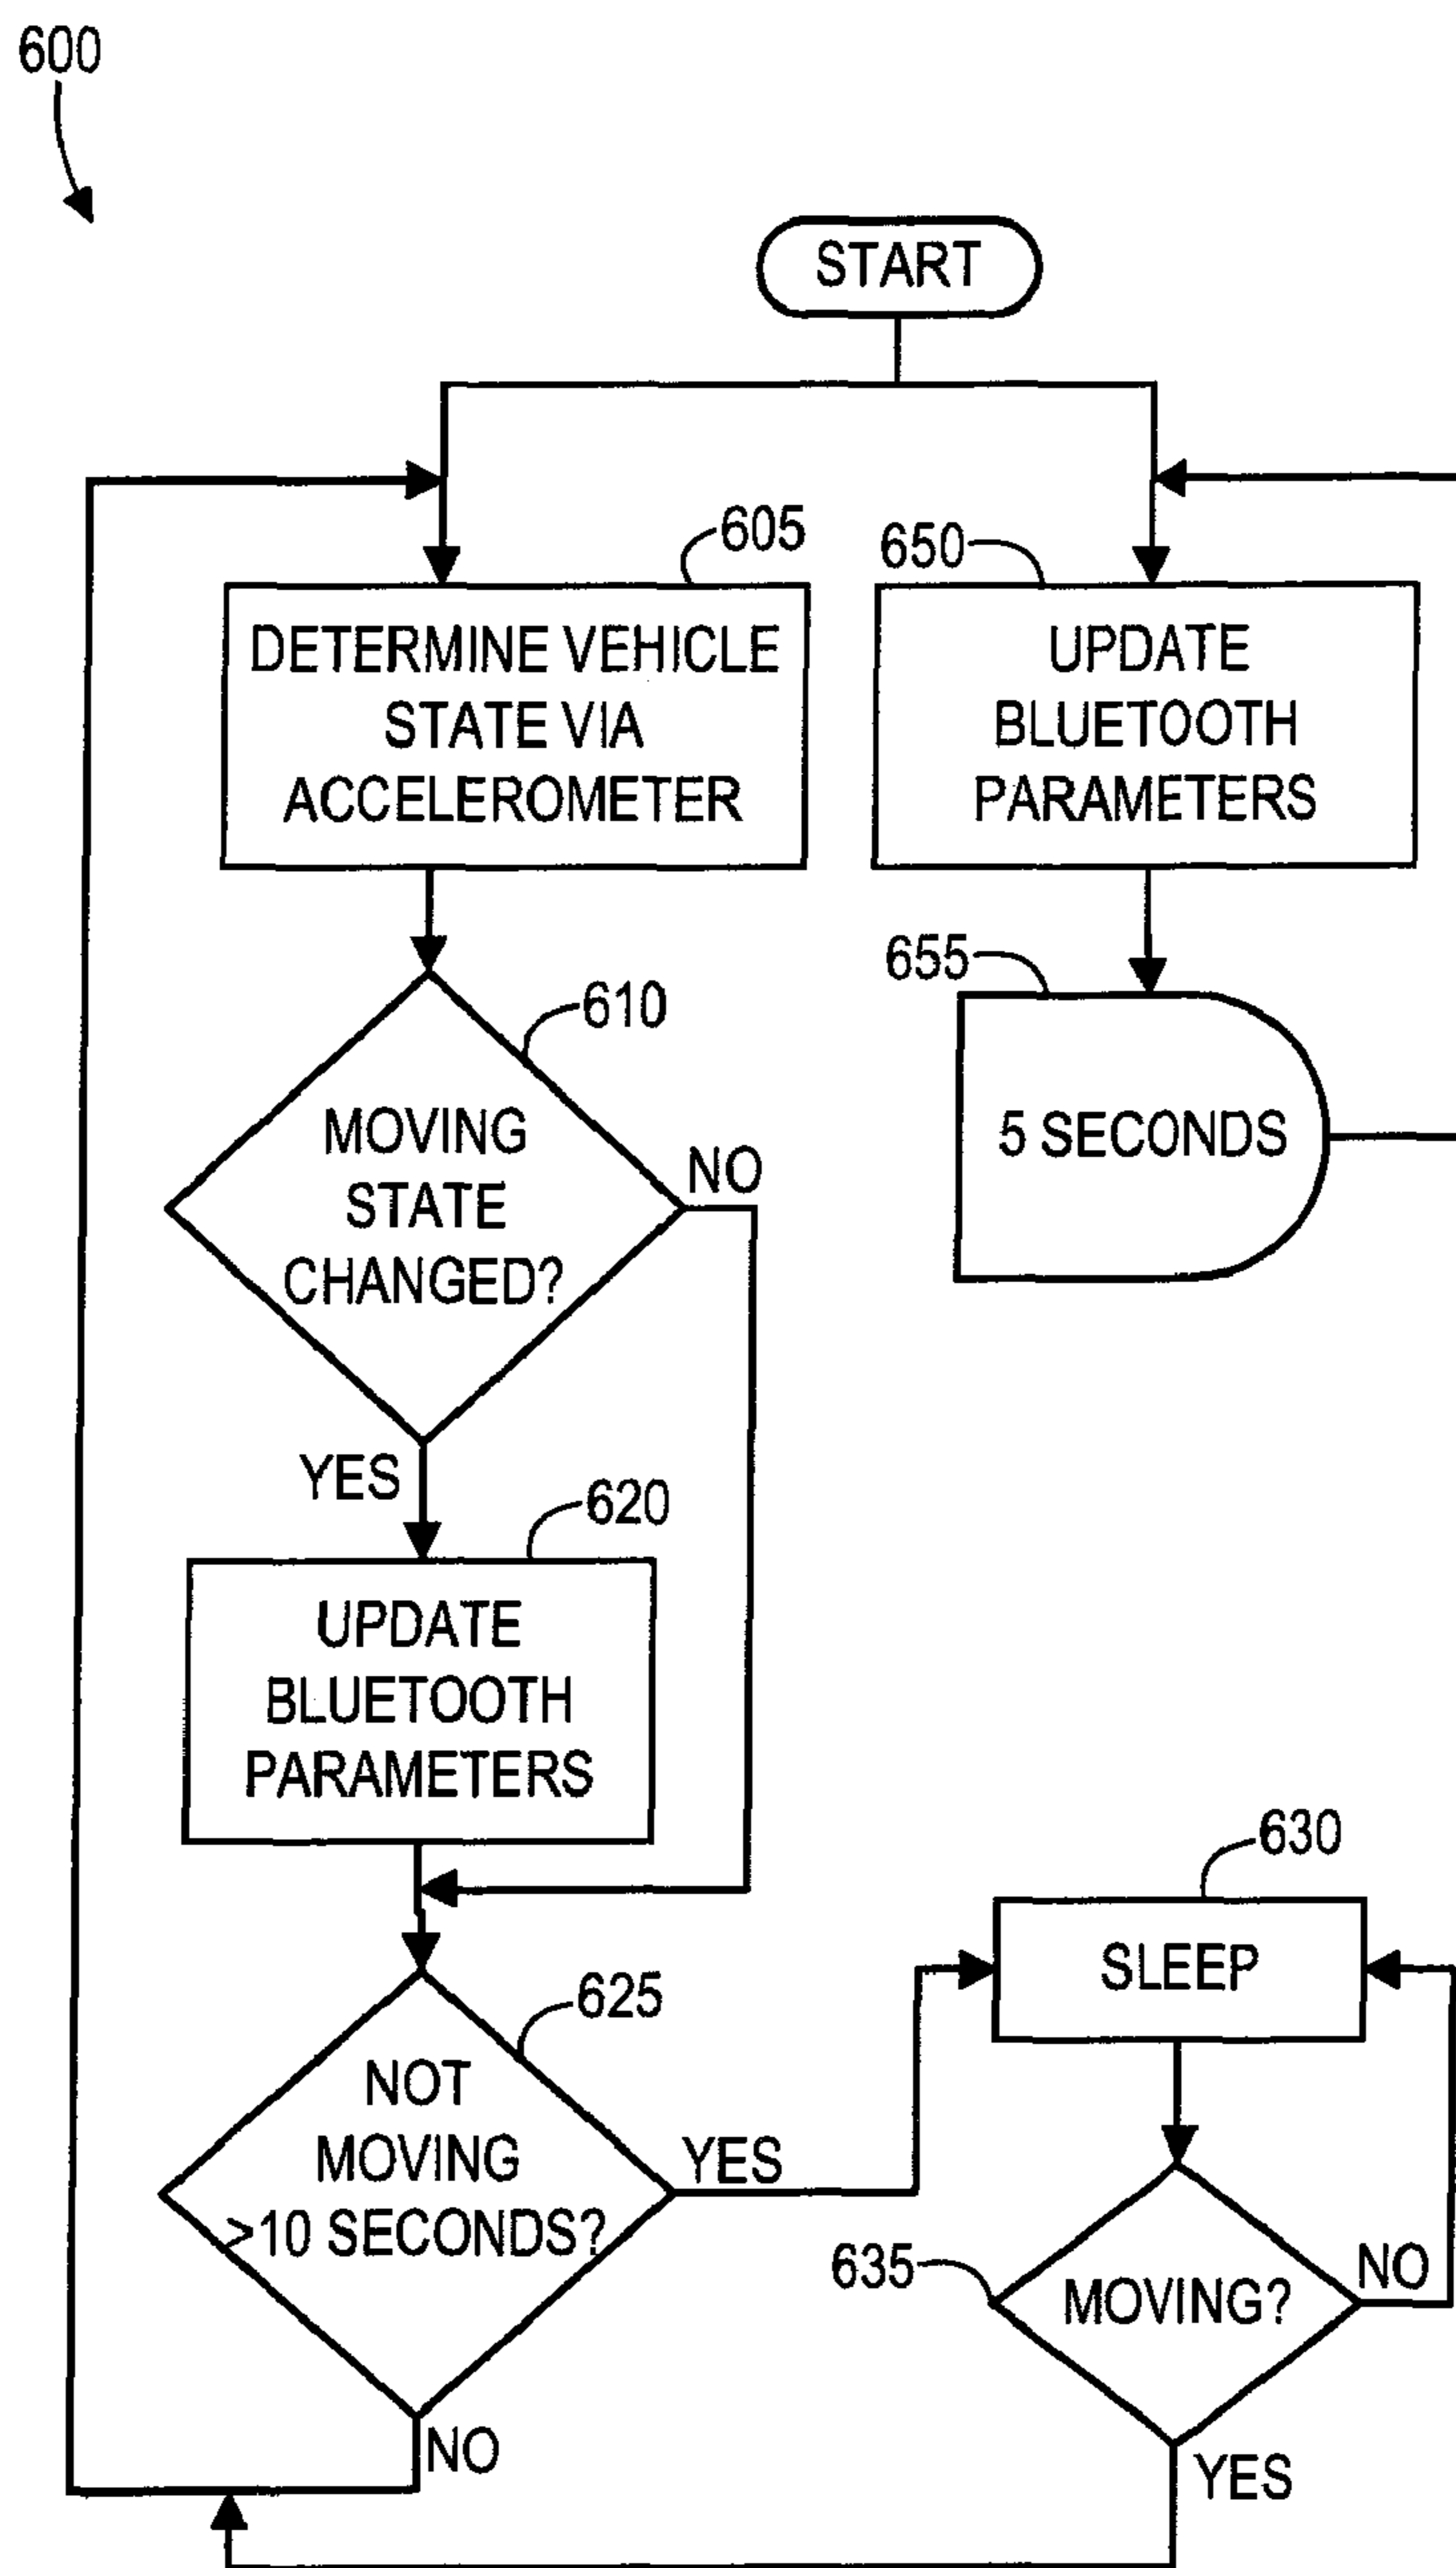 600
START
605
DETERMINE VEHICLE
STATE VIA
ACCELEROMETER
650
UPDATE
BLUETOOTH
PARAMETERS
610
MOVING
STATE
CHANGED?
NO
YES
655
5 SECONDS
620
UPDATE
BLUETOOTH
PARAMETERS
625
NOT
MOVING
>10 SECONDS?
YES
NO
630
SLEEP
635
MOVING?
NO
YES